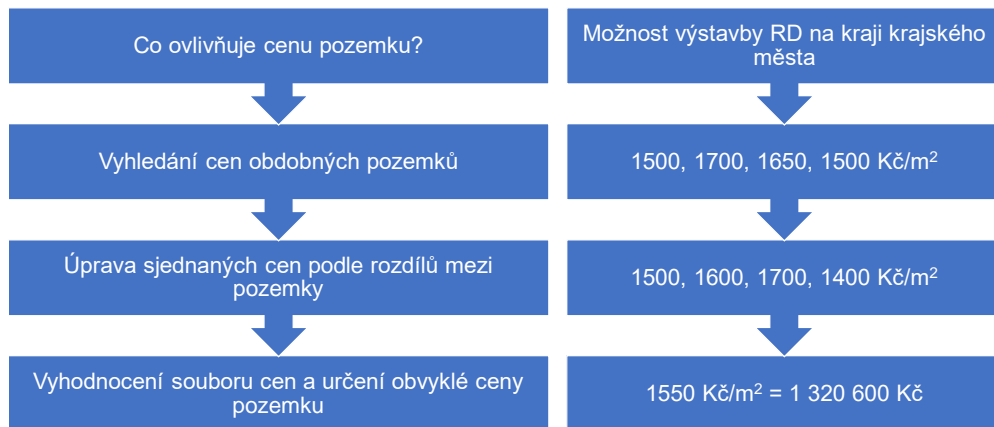 Co ovlivňuje cenu pozemku?
Vyhledání cen obdobných pozemků
Úprava sjednaných cen podle rozdílů mezi
pozemky
Vyhodnocení souboru cen a určení obvyklé ceny
pozemku
Možnost výstavby RD na kraji krajského
města
1500, 1700, 1650, 1500 Kč/m²
1500, 1600, 1700, 1400 Kč/m²
1550 Kč/m² = 1 320 600 Kč